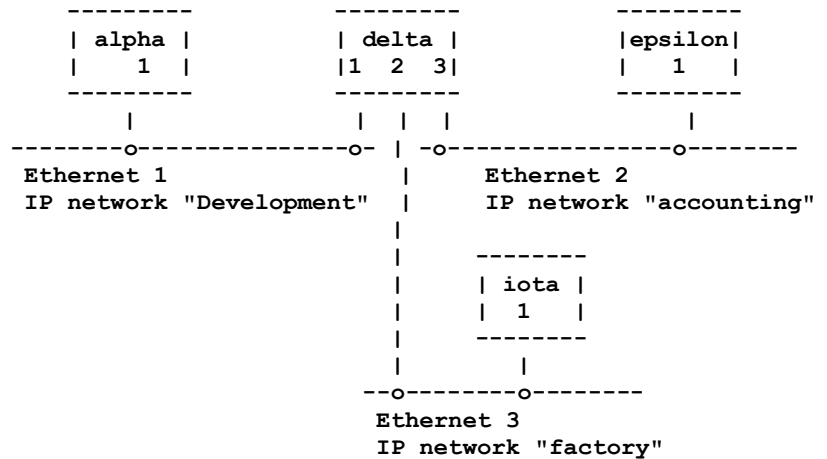 | alpha | | delta | |epsilon|
| 1 | |1 2 3| | 1 |
Ethernet 1 | Ethernet 2
IP network "Development" | IP network "accounting"
| iota |
| 1 |
Ethernet 3
IP network "factory"